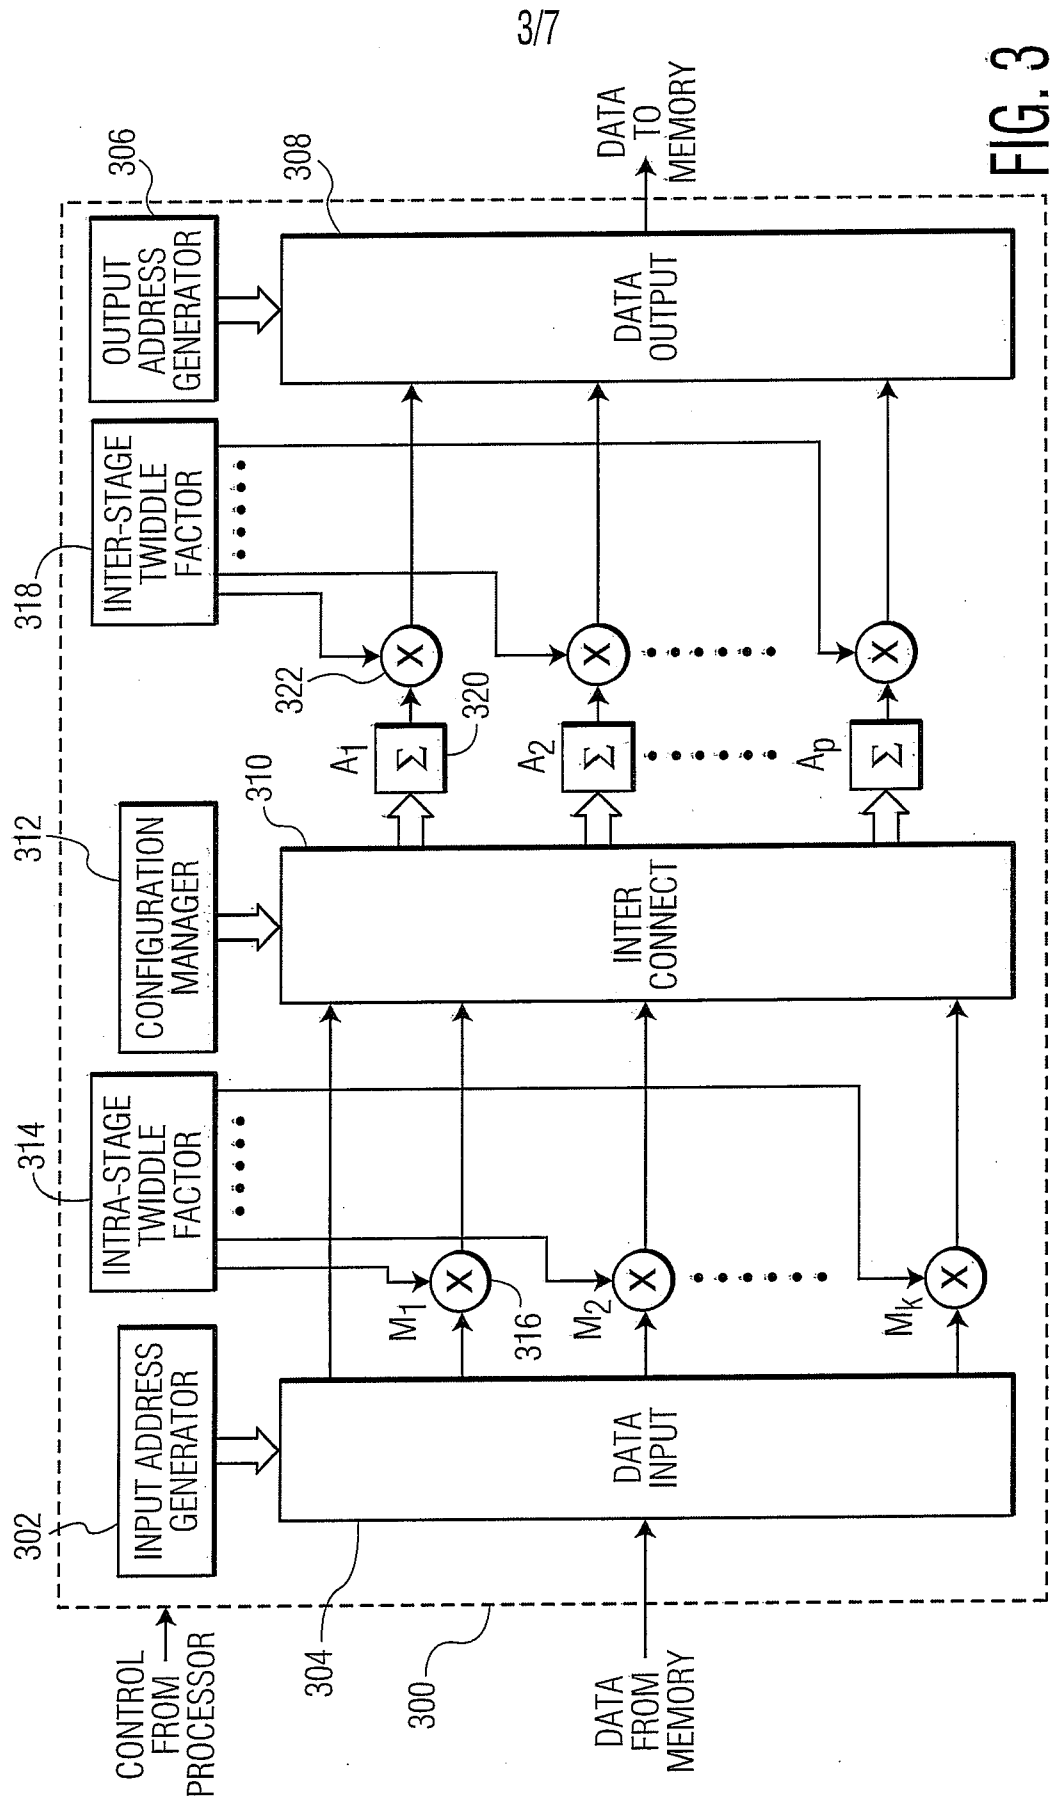 3/7
CONTROL
FROM
PROCESSOR
302
INPUT ADDRESS
GENERATOR
314
INTRA-STAGE
TWIDDLE
FACTOR
312
CONFIGURATION
MANAGER
318
INTER-STAGE
TWIDDLE
FACTOR
306
OUTPUT
ADDRESS
GENERATOR
304
300
DATA
FROM
MEMORY
DATA
INPUT
M1
X
316
M2
X
Mk
X
310
INTER
CONNECT
A1
Σ
320
322
X
A2
Σ
X
Ap
Σ
X
308
DATA
OUTPUT
DATA
TO
MEMORY
FIG. 3